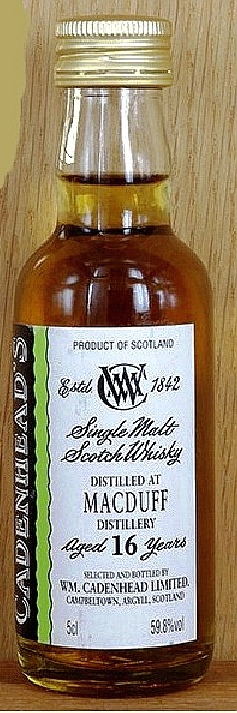 CADENHEAD'S
PRODUCT OF SCOTLAND
Estd WC 1842
Single Malt
Scotch Whisky
DISTILLED AT
MACDUFF
DISTILLERY
Aged 16 Years
SELECTED AND BOTTLED BY
WM. CADENHEAD LIMITED.
CAMPBELTOWN, ARGYLL, SCOTLAND
5cl 59.8%vol